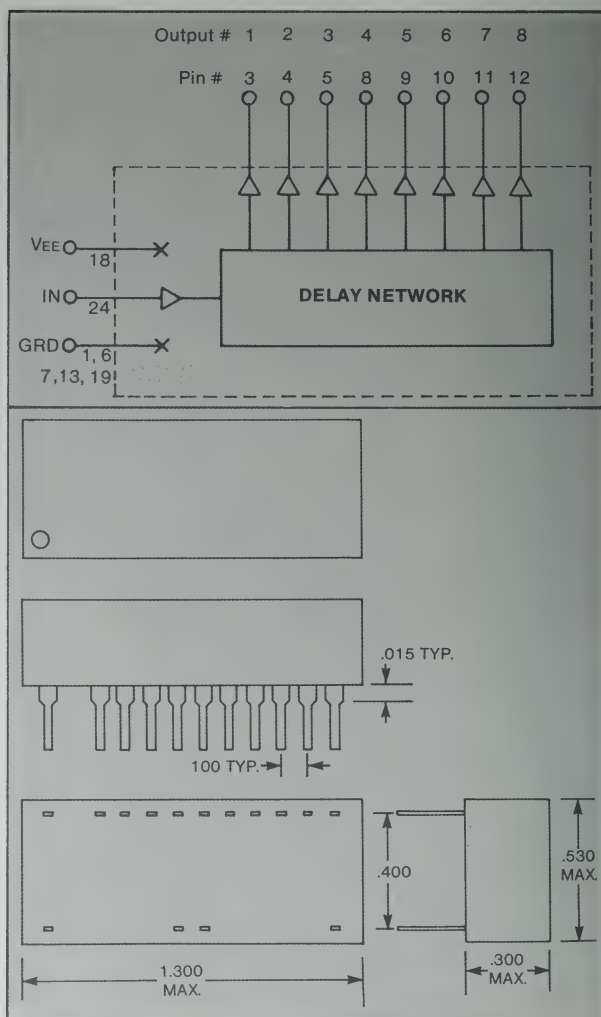 Output # 1 2 3 4 5 6 7 8
Pin # 3 4 5 8 9 10 11 12
VEE
18
IN
24
DELAY NETWORK
GRD
1, 6
7,13, 19
.015 TYP.
100 TYP.
.400
.530
MAX.
1.300
MAX.
.300
MAX.